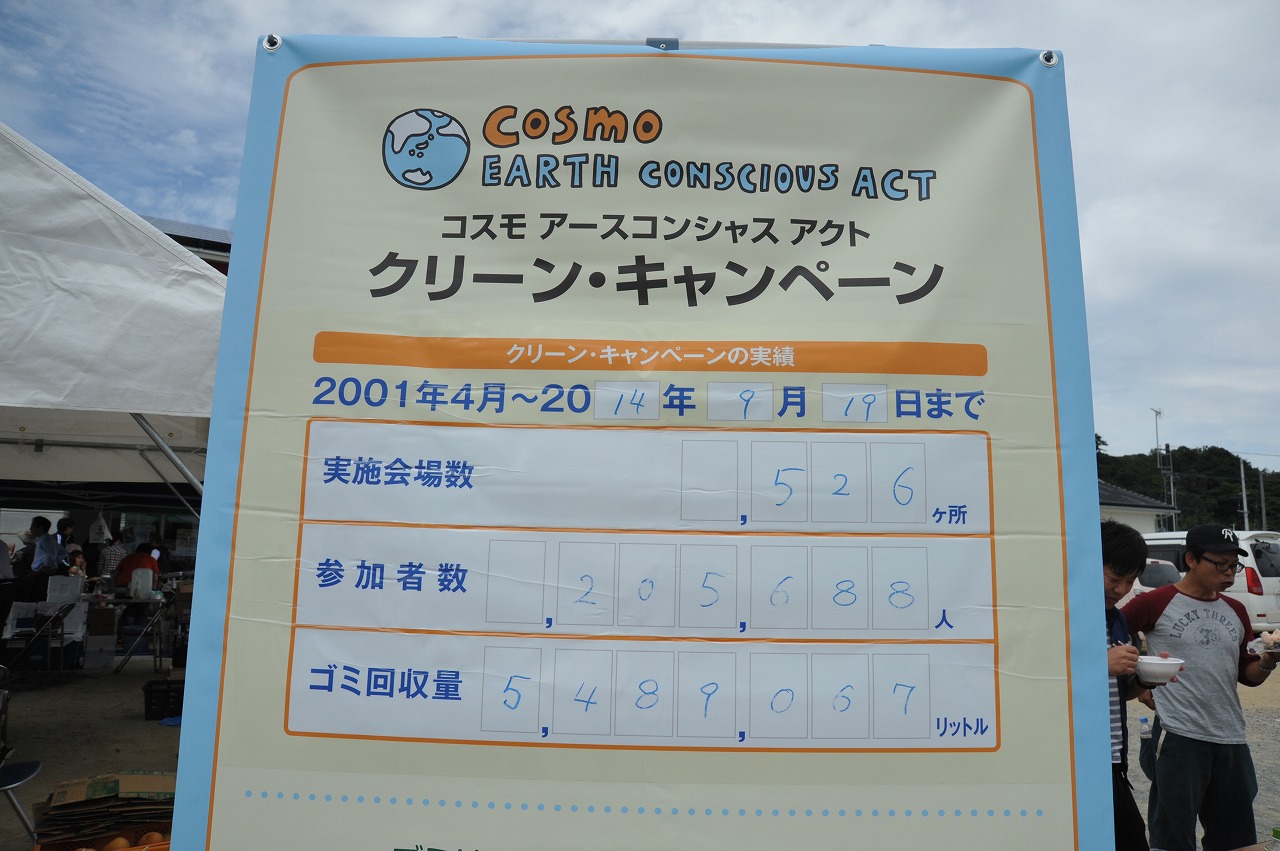 COSMO
EARTH CONSCIOUS ACT
コスモ アースコンシャス アクト
クリーン・キャンペーン
クリーン・キャンペーンの実績
2001年4月〜2014年9月19日まで
実施会場数 ,526ヶ所
参加者数 ,205,688人
ゴミ回収量 5,489,067リットル
LUCKY THREES